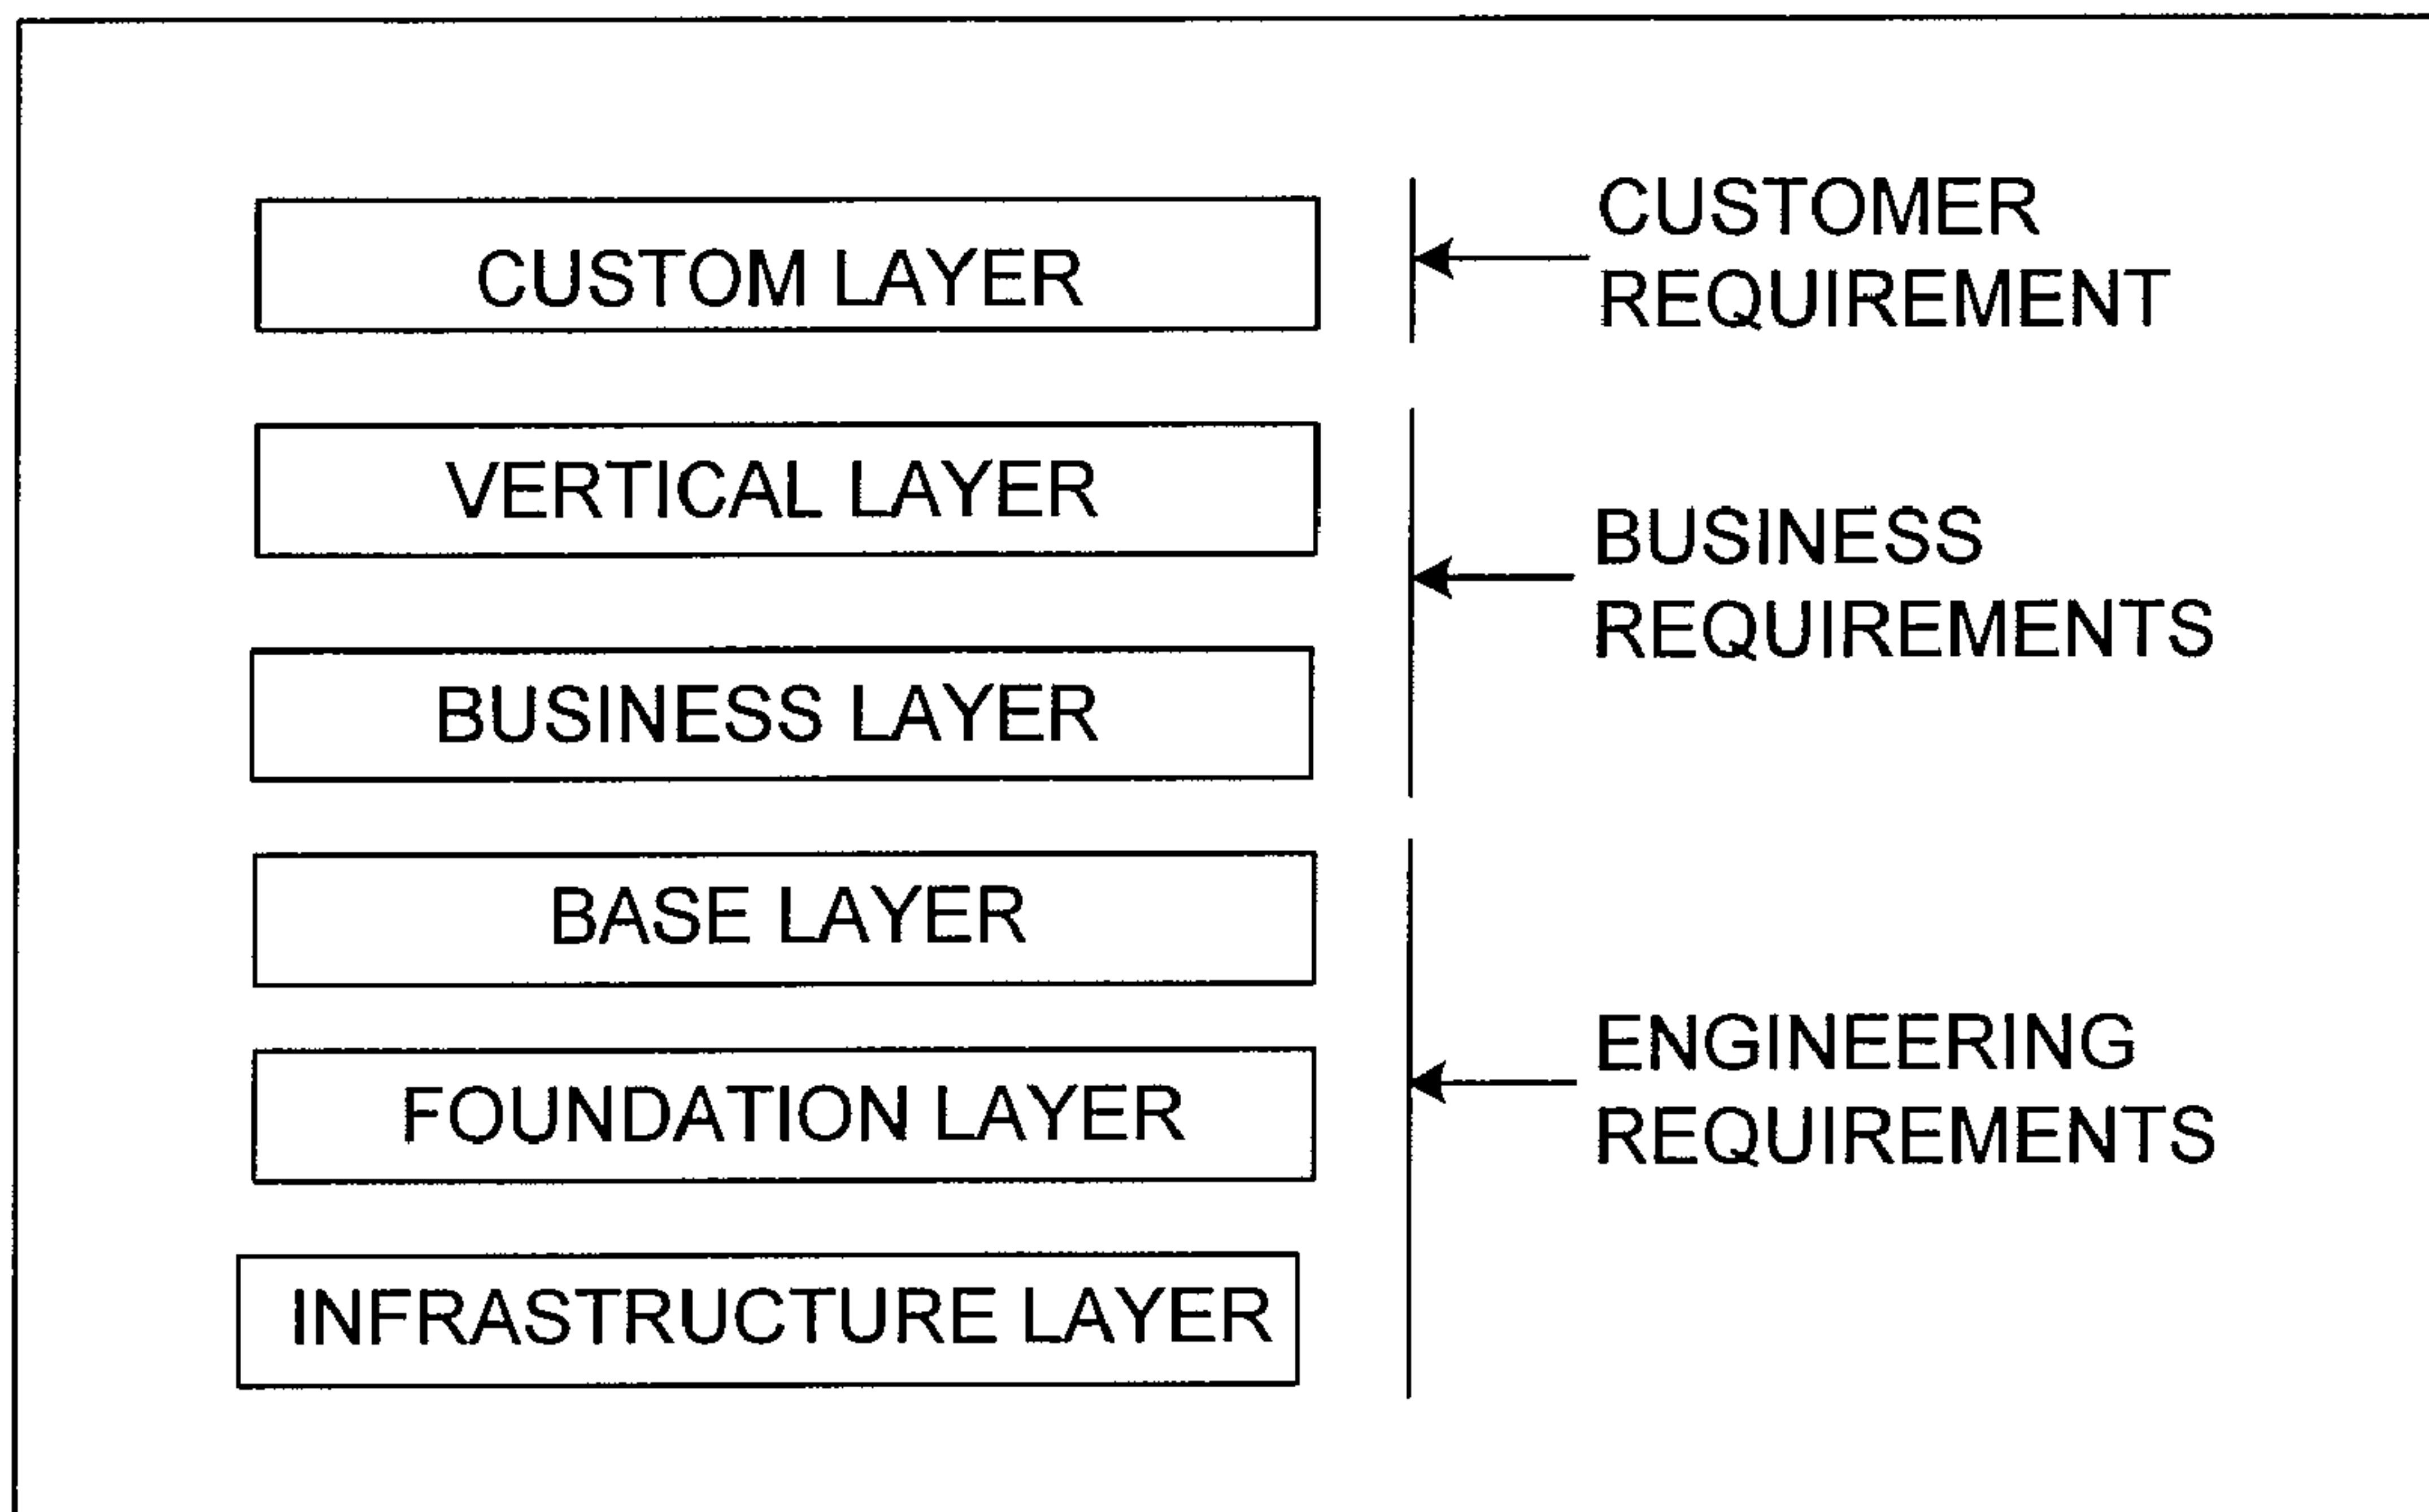 CUSTOM LAYER
CUSTOMER
REQUIREMENT
VERTICAL LAYER
BUSINESS
REQUIREMENTS
BUSINESS LAYER
BASE LAYER
FOUNDATION LAYER
ENGINEERING
REQUIREMENTS
INFRASTRUCTURE LAYER